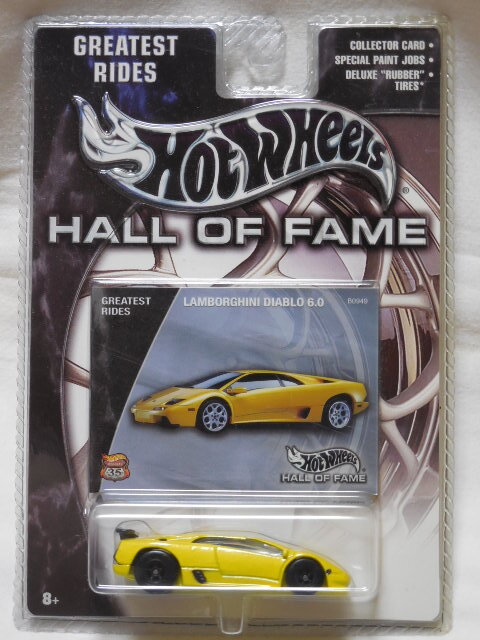 GREATEST
RIDES
COLLECTOR CARD •
SPECIAL PAINT JOBS •
DELUXE "RUBBER" •
TIRES*
HOT WHEELS ®
HALL OF FAME
GREATEST
RIDES
LAMBORGHINI DIABLO 6.0
B0949
35
HOT WHEELS
HALL OF FAME
8+